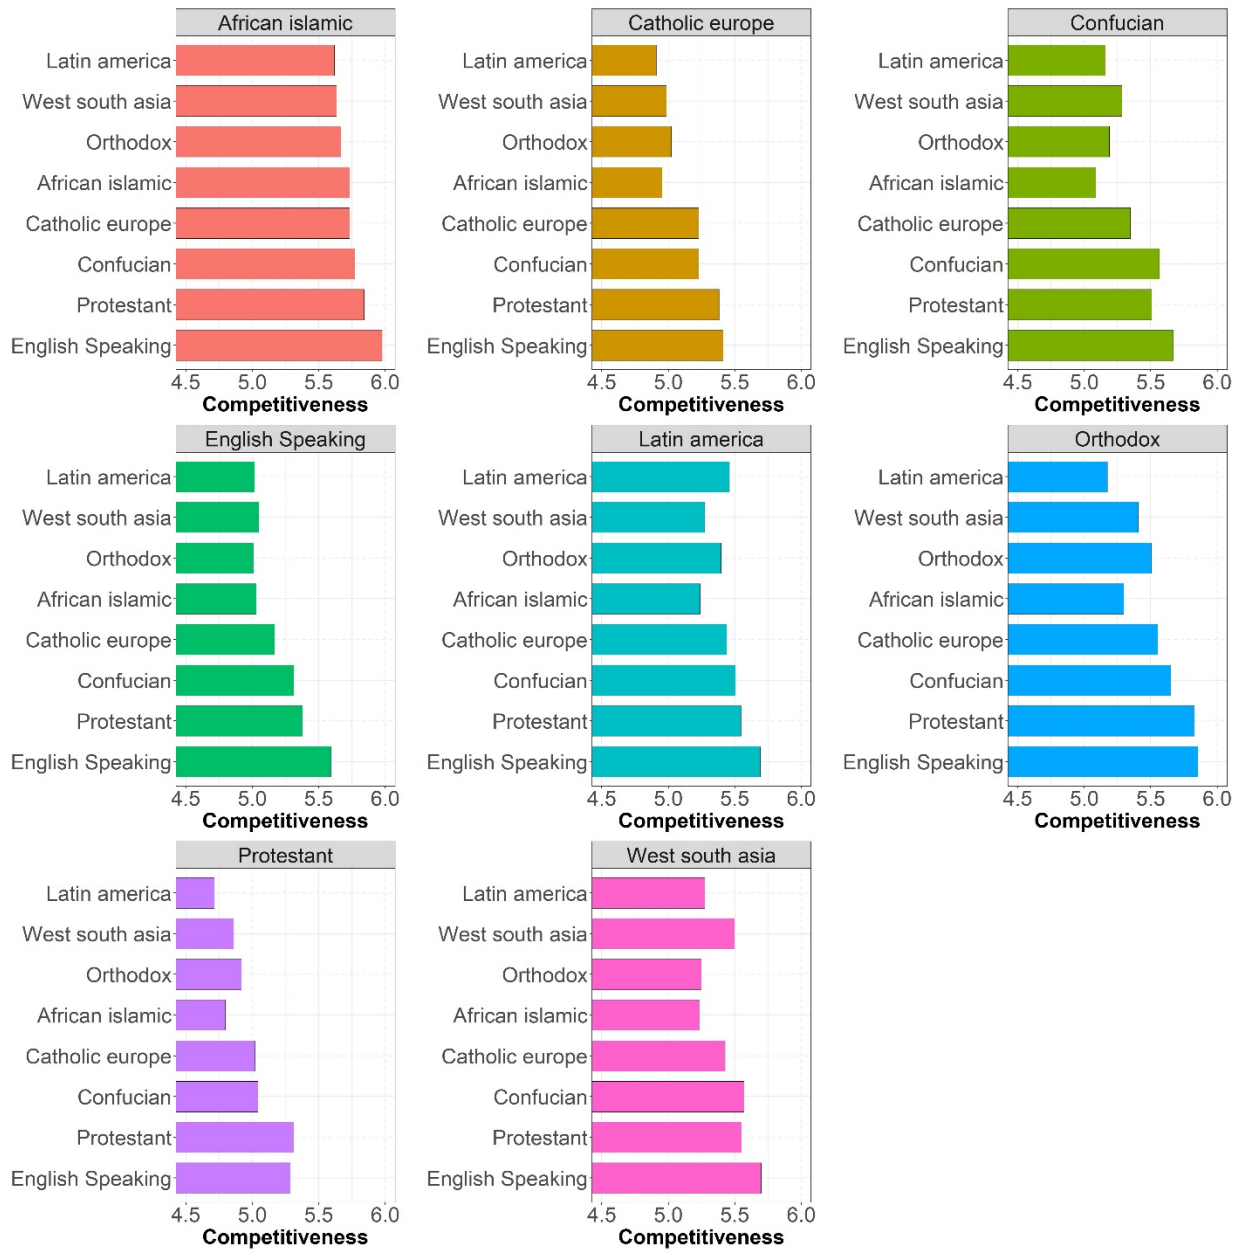 African islamic
Latin america
West south asia
Orthodox
African islamic
Catholic europe
Confucian
Protestant
English Speaking
4.5 5.0 5.5 6.0
Competitiveness
Catholic europe
Latin america
West south asia
Orthodox
African islamic
Catholic europe
Confucian
Protestant
English Speaking
4.5 5.0 5.5 6.0
Competitiveness
Confucian
Latin america
West south asia
Orthodox
African islamic
Catholic europe
Confucian
Protestant
English Speaking
4.5 5.0 5.5 6.0
Competitiveness
English Speaking
Latin america
West south asia
Orthodox
African islamic
Catholic europe
Confucian
Protestant
English Speaking
4.5 5.0 5.5 6.0
Competitiveness
Latin america
Latin america
West south asia
Orthodox
African islamic
Catholic europe
Confucian
Protestant
English Speaking
4.5 5.0 5.5 6.0
Competitiveness
Orthodox
Latin america
West south asia
Orthodox
African islamic
Catholic europe
Confucian
Protestant
English Speaking
4.5 5.0 5.5 6.0
Competitiveness
Protestant
Latin america
West south asia
Orthodox
African islamic
Catholic europe
Confucian
Protestant
English Speaking
4.5 5.0 5.5 6.0
Competitiveness
West south asia
Latin america
West south asia
Orthodox
African islamic
Catholic europe
Confucian
Protestant
English Speaking
4.5 5.0 5.5 6.0
Competitiveness